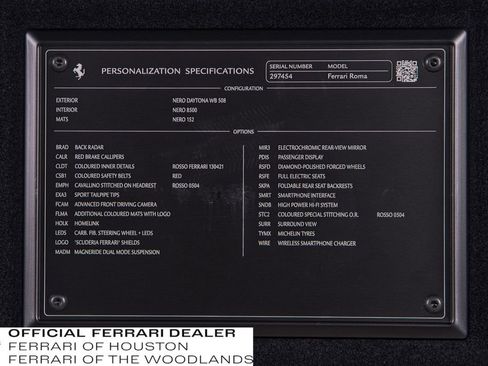 PERSONALIZATION SPECIFICATIONS
SERIAL NUMBER MODEL
297454 Ferrari Roma
CONFIGURATION
EXTERIOR NERO DAYTONA WB 508
INTERIOR NERO 8500
MATS NERO 152
OPTIONS
BRAO BACK RADAR
CALR RED BRAKE CALLIPERS
CLDT COLOURED INNER DETAILS ROSSO FERRARI 130421
CSB1 COLOURED SAFETY BELTS RED
EMPH CAVALLINO STITCHED ON HEADREST ROSSO 0504
EXA3 SPORT TAILPIPE TIPS
FCAM ADVANCED FRONT DRIVING CAMERA
FLMA ADDITIONAL COLOURED MATS WITH LOGO
HOLK HOMELINK
LEDS CARB. FIB. STEERING WHEEL + LEDS
LOGO "SCUDERIA FERRARI" SHIELDS
MADM MAGNERIDE DUAL MODE SUSPENSION
MIR3 ELECTROCHROMIC REAR-VIEW MIRROR
PDIS PASSENGER DISPLAY
RSFD DIAMOND-POLISHED FORGED WHEELS
RSFE FULL ELECTRIC SEATS
SKPA FOLDABLE REAR SEAT BACKRESTS
SMRT SMARTPHONE INTERFACE
SNDB HIGH POWER HI-FI SYSTEM
STC2 COLOURED SPECIAL STITCHING O.R. ROSSO 0504
SURR SURROUND VIEW
TYMX MICHELIN TYRES
WIRE WIRELESS SMARTPHONE CHARGER
OFFICIAL FERRARI DEALER
FERRARI OF HOUSTON
FERRARI OF THE WOODLANDS